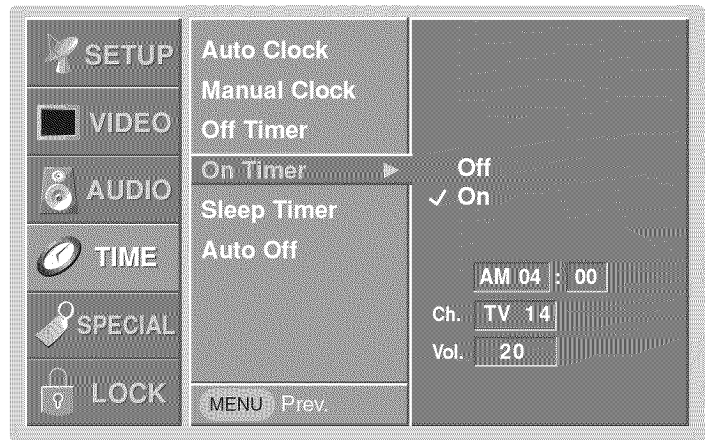 SETUP
VIDEO
AUDIO
TIME
SPECIAL
LOCK
Auto Clock
Manual Clock
Off Timer
On Timer
Sleep Timer
Auto Off
MENU Prev.
Off
✓ On
AM 04 : 00
Ch. TV 14
Vol. 20